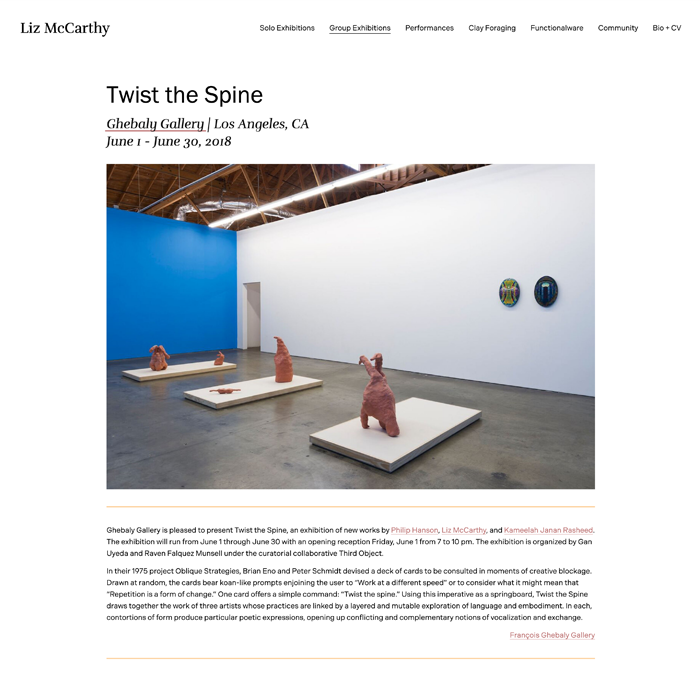 Liz McCarthy
Solo Exhibitions Group Exhibitions Performances Clay Foraging Functionalware Community Bio + CV
Twist the Spine
Ghebaly Gallery | Los Angeles, CA
June 1 - June 30, 2018
Ghebaly Gallery is pleased to present Twist the Spine, an exhibition of new works by Philip Hanson, Liz McCarthy, and Kameelah Janan Rasheed.
The exhibition will run from June 1 through June 30 with an opening reception Friday, June 1 from 7 to 10 pm. The exhibition is organized by Gan
Uyeda and Raven Falquez Munsell under the curatorial collaborative Third Object.
In their 1975 project Oblique Strategies, Brian Eno and Peter Schmidt devised a deck of cards to be consulted in moments of creative blockage.
Drawn at random, the cards bear koan-like prompts enjoining the user to “Work at a different speed” or to consider what it might mean that
“Repetition is a form of change.” One card offers a simple command: “Twist the spine.” Using this imperative as a springboard, Twist the Spine
draws together the work of three artists whose practices are linked by a layered and mutable exploration of language and embodiment. In each,
contortions of form produce particular poetic expressions, opening up conflicting and complementary notions of vocalization and exchange.
François Ghebaly Gallery